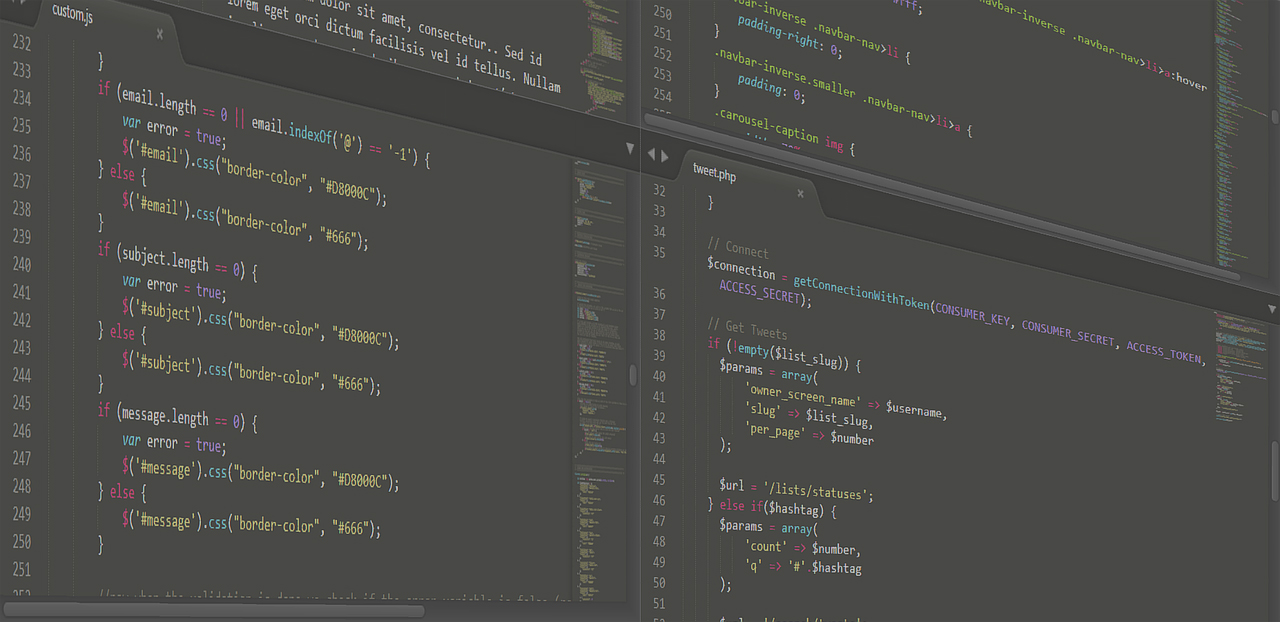 custom.js
dolor sit amet, consectetur.. Sed id
lorem eget orci dictum facilisis vel id tellus. Nullam
232
233 }
234 if (email.length == 0 || email.indexOf('@') == '-1') {
235 var error = true;
236 $('#email').css("border-color", "#D8000C");
237 } else {
238 $('#email').css("border-color", "#666");
239 }
240 if (subject.length == 0) {
241 var error = true;
242 $('#subject').css("border-color", "#D8000C");
243 } else {
244 $('#subject').css("border-color", "#666");
245 }
246 if (message.length == 0) {
247 var error = true;
248 $('#message').css("border-color", "#D8000C");
249 } else {
250 $('#message').css("border-color", "#666");
251 }
navbar-inverse .navbar-nav>li>a:hover
250
251 }
252 .navbar-inverse .navbar-nav>li {
253 padding-right: 0;
254 }
.navbar-inverse.smaller .navbar-nav>li>a {
padding: 0;
}
.carousel-caption img {
tweet.php
32
33 }
34
35 // Connect
$connection = getConnectionWithToken(CONSUMER_KEY, CONSUMER_SECRET, ACCESS_TOKEN,
ACCESS_SECRET);
36
37 // Get Tweets
38 if (!empty($list_slug)) {
39 $params = array(
40 'owner_screen_name' => $username,
41 'slug' => $list_slug,
42 'per_page' => $number
43 );
44
45 $url = '/lists/statuses';
46 } else if($hashtag) {
47 $params = array(
48 'count' => $number,
49 'q' => '#'.$hashtag
50 );
51